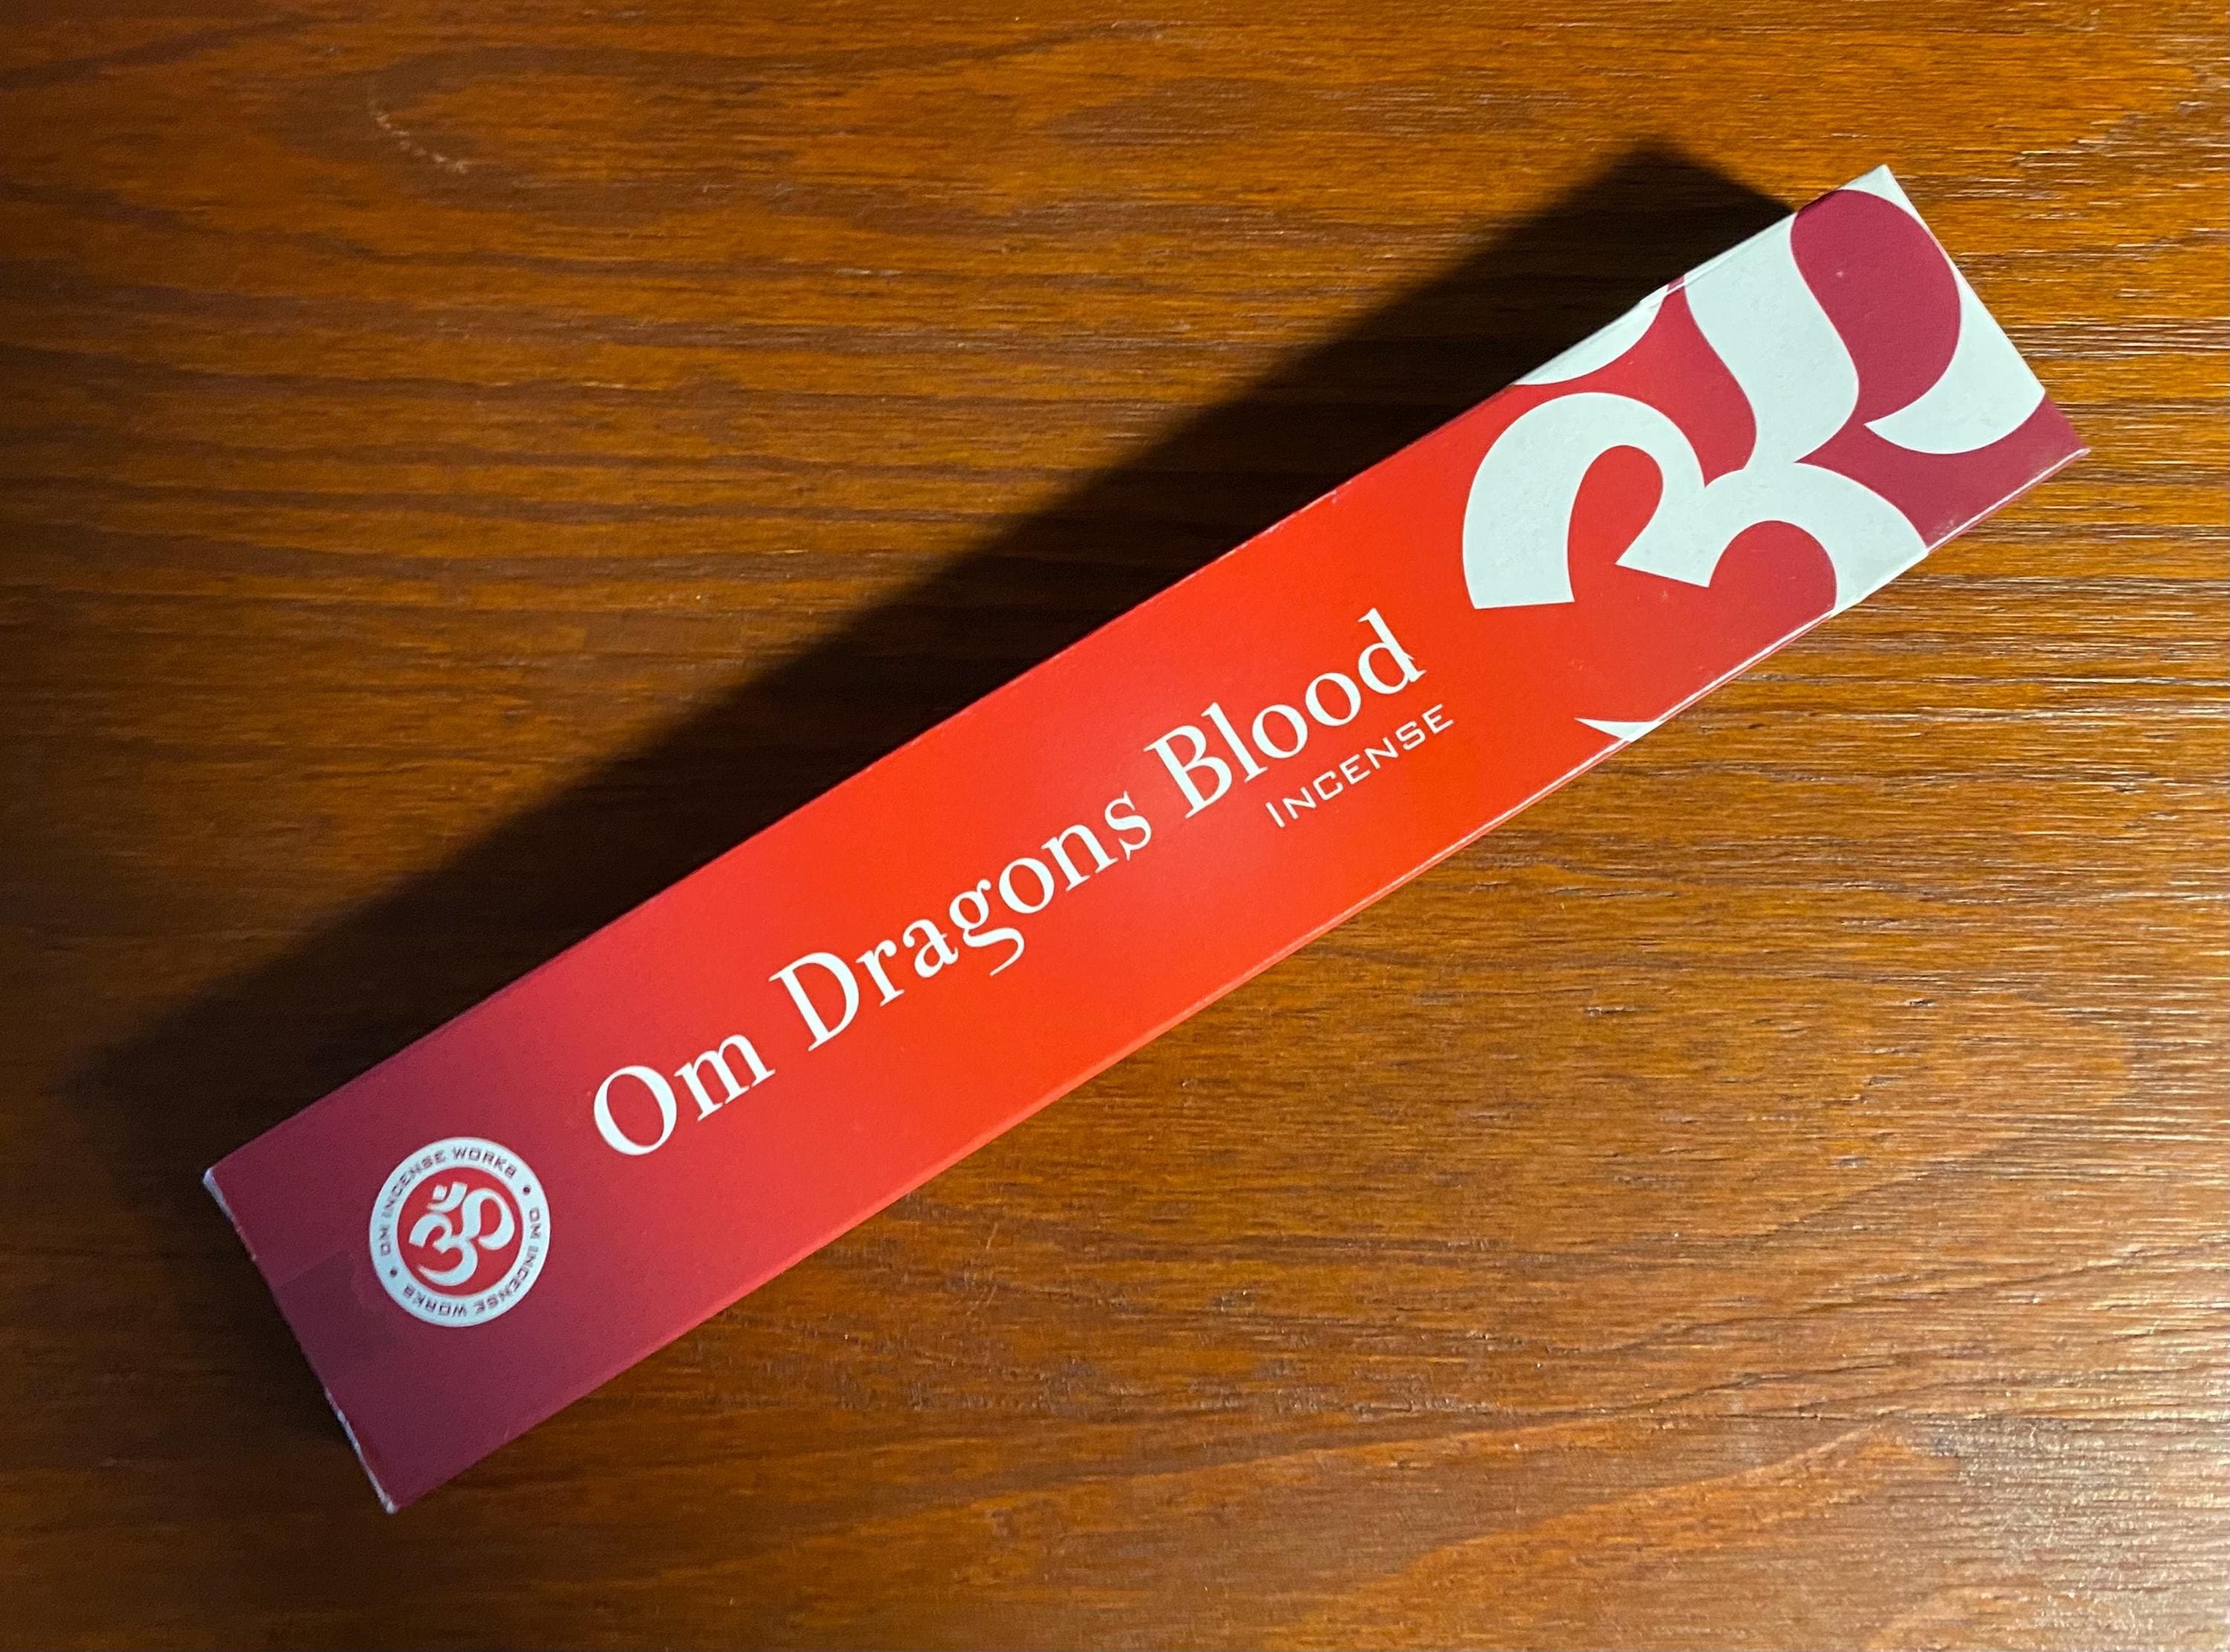 Om Dragons Blood
INCENSE
OM INCENSE WORKS • OM INCENSE WORKS •
ॐ
ॐ